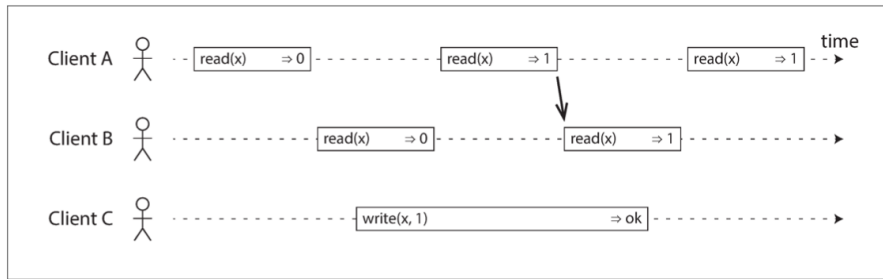 time
Client A read(x) ⇒ 0 read(x) ⇒ 1 read(x) ⇒ 1
Client B read(x) ⇒ 0 read(x) ⇒ 1
Client C write(x, 1) ⇒ ok